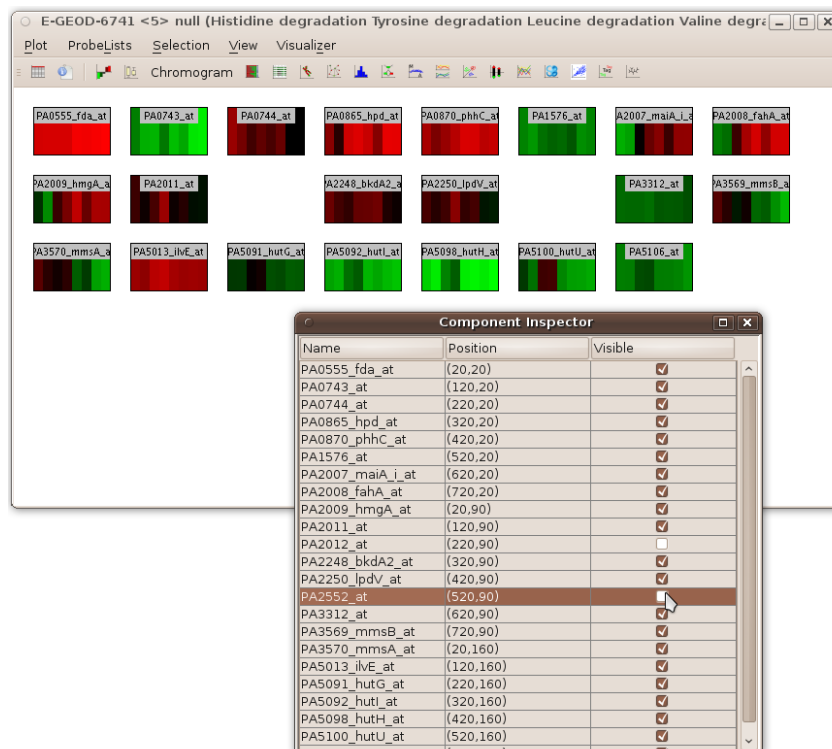 E-GEOD-6741 <5> null (Histidine degradation Tyrosine degradation Leucine degradation Valine degra
Plot ProbeLists Selection View Visualizer
Chromogram
PA0555_fda_at PA0743_at PA0744_at PA0865_hpd_at PA0870_phhC_at PA1576_at A2007_maiA_i_a PA2008_fahA_at
PA2009_hmgA_a PA2011_at A2248_bkdA2_a PA2250_lpdV_at PA3312_at PA3569_mmsB_a
PA3570_mmsA_a PA5013_ilvE_at PA5091_hutG_at PA5092_hutI_at PA5098_hutH_at PA5100_hutU_at PA5106_at
Component Inspector
Name Position Visible
PA0555_fda_at (20,20)
PA0743_at (120,20)
PA0744_at (220,20)
PA0865_hpd_at (320,20)
PA0870_phhC_at (420,20)
PA1576_at (520,20)
PA2007_maiA_i_at (620,20)
PA2008_fahA_at (720,20)
PA2009_hmgA_at (20,90)
PA2011_at (120,90)
PA2012_at (220,90)
PA2248_bkdA2_at (320,90)
PA2250_lpdV_at (420,90)
PA2552_at (520,90)
PA3312_at (620,90)
PA3569_mmsB_at (720,90)
PA3570_mmsA_at (20,160)
PA5013_ilvE_at (120,160)
PA5091_hutG_at (220,160)
PA5092_hutI_at (320,160)
PA5098_hutH_at (420,160)
PA5100_hutU_at (520,160)